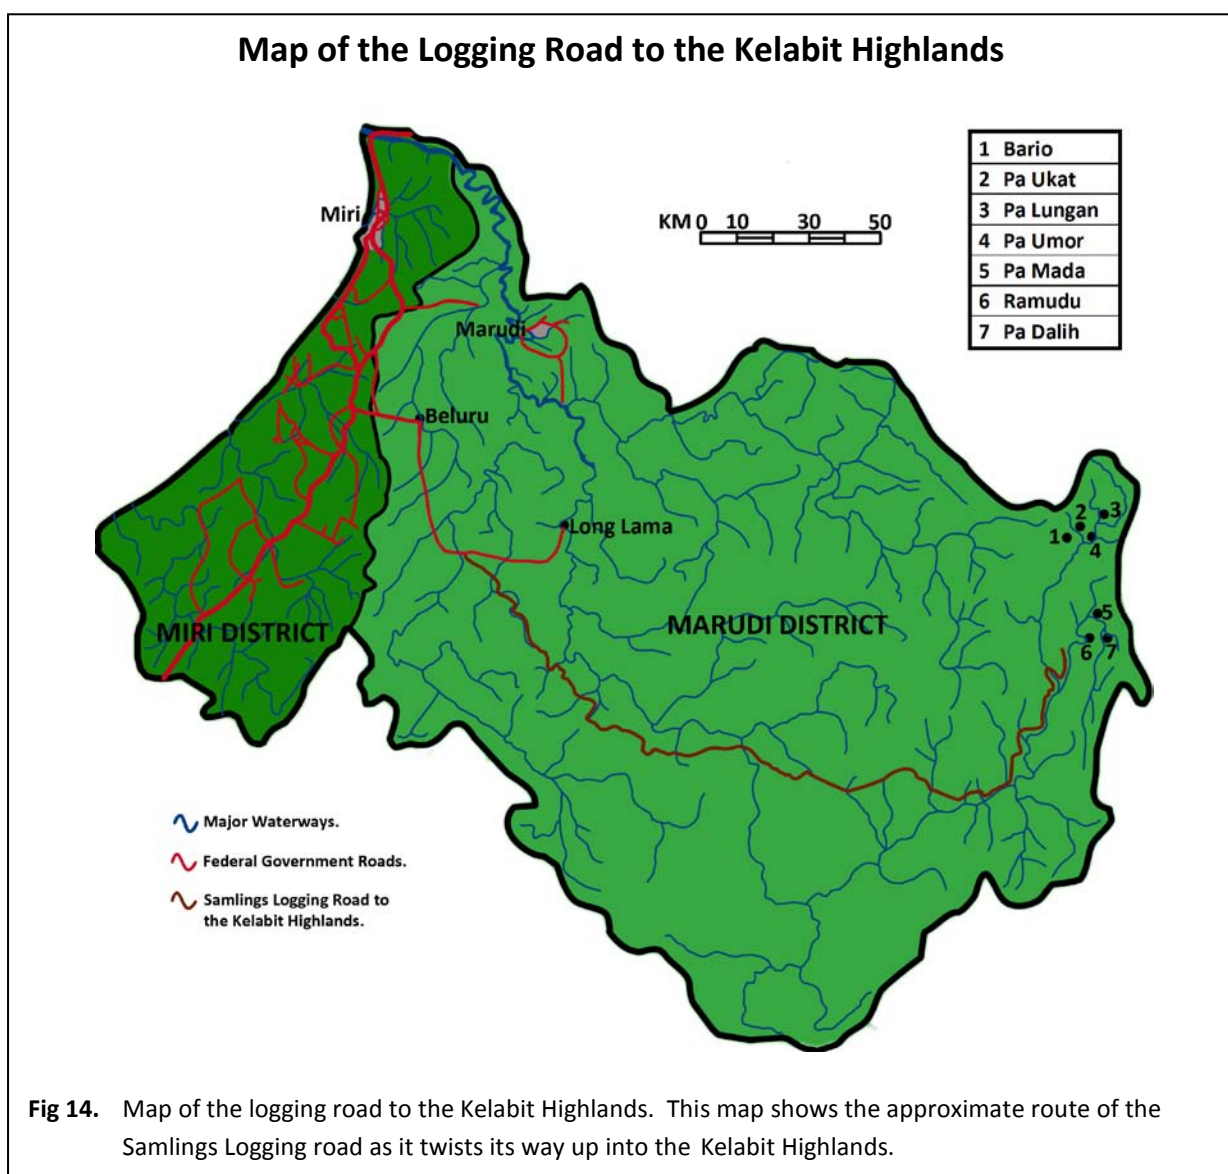 Map of the Logging Road to the Kelabit Highlands
1 Bario
2 Pa Ukat
3 Pa Lungan
4 Pa Umor
5 Pa Mada
6 Ramudu
7 Pa Dalih
KM 0 10 30 50
Miri
Marudi
Beluru
Long Lama
2 3
1 4
5
6 7
MIRI DISTRICT
MARUDI DISTRICT
Major Waterways.
Federal Government Roads.
Samlings Logging Road to
the Kelabit Highlands.
Fig 14. Map of the logging road to the Kelabit Highlands. This map shows the approximate route of the
Samlings Logging road as it twists its way up into the Kelabit Highlands.